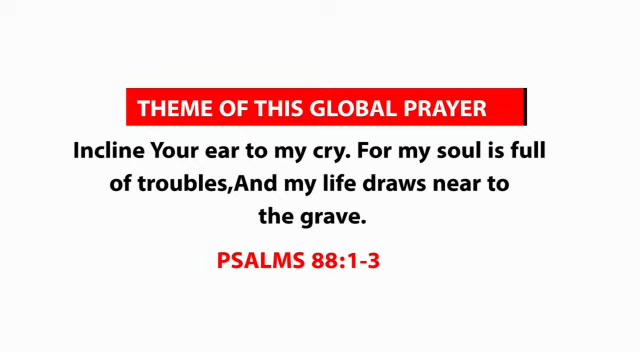 THEME OF THIS GLOBAL PRAYER
Incline Your ear to my cry. For my soul is full
of troubles,And my life draws near to
the grave.
PSALMS 88:1-3